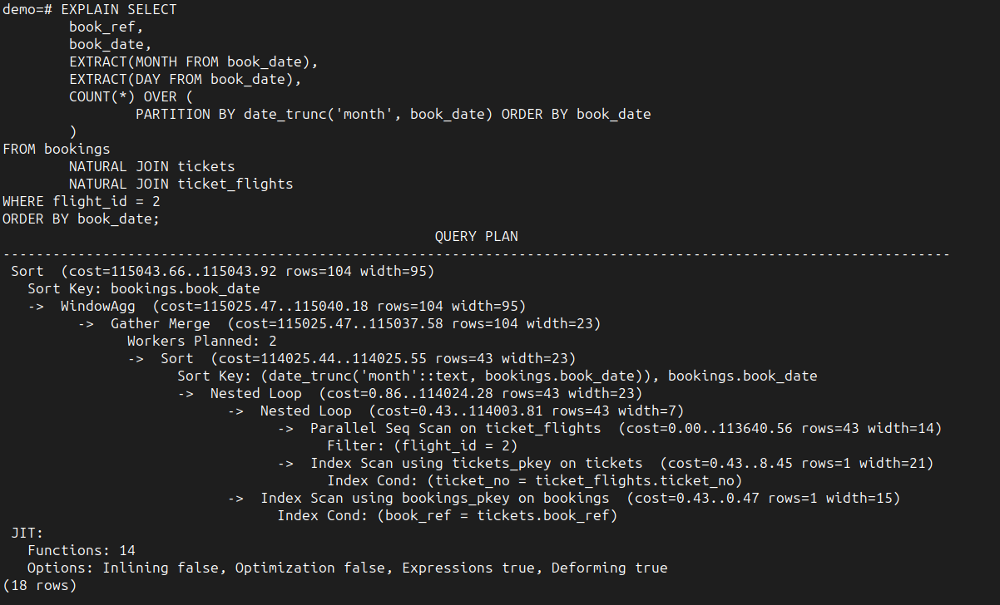 demo=# EXPLAIN SELECT
        book_ref,
        book_date,
        EXTRACT(MONTH FROM book_date),
        EXTRACT(DAY FROM book_date),
        COUNT(*) OVER (
                PARTITION BY date_trunc('month', book_date) ORDER BY book_date
        )
FROM bookings
        NATURAL JOIN tickets
        NATURAL JOIN ticket_flights
WHERE flight_id = 2
ORDER BY book_date;
                                                    QUERY PLAN
------------------------------------------------------------------------------------------------------------------
 Sort  (cost=115043.66..115043.92 rows=104 width=95)
   Sort Key: bookings.book_date
   ->  WindowAgg  (cost=115025.47..115040.18 rows=104 width=95)
         ->  Gather Merge  (cost=115025.47..115037.58 rows=104 width=23)
               Workers Planned: 2
               ->  Sort  (cost=114025.44..114025.55 rows=43 width=23)
                     Sort Key: (date_trunc('month'::text, bookings.book_date)), bookings.book_date
                     ->  Nested Loop  (cost=0.86..114024.28 rows=43 width=23)
                           ->  Nested Loop  (cost=0.43..114003.81 rows=43 width=7)
                                 ->  Parallel Seq Scan on ticket_flights  (cost=0.00..113640.56 rows=43 width=14)
                                       Filter: (flight_id = 2)
                                 ->  Index Scan using tickets_pkey on tickets  (cost=0.43..8.45 rows=1 width=21)
                                       Index Cond: (ticket_no = ticket_flights.ticket_no)
                           ->  Index Scan using bookings_pkey on bookings  (cost=0.43..0.47 rows=1 width=15)
                                 Index Cond: (book_ref = tickets.book_ref)
 JIT:
   Functions: 14
   Options: Inlining false, Optimization false, Expressions true, Deforming true
(18 rows)